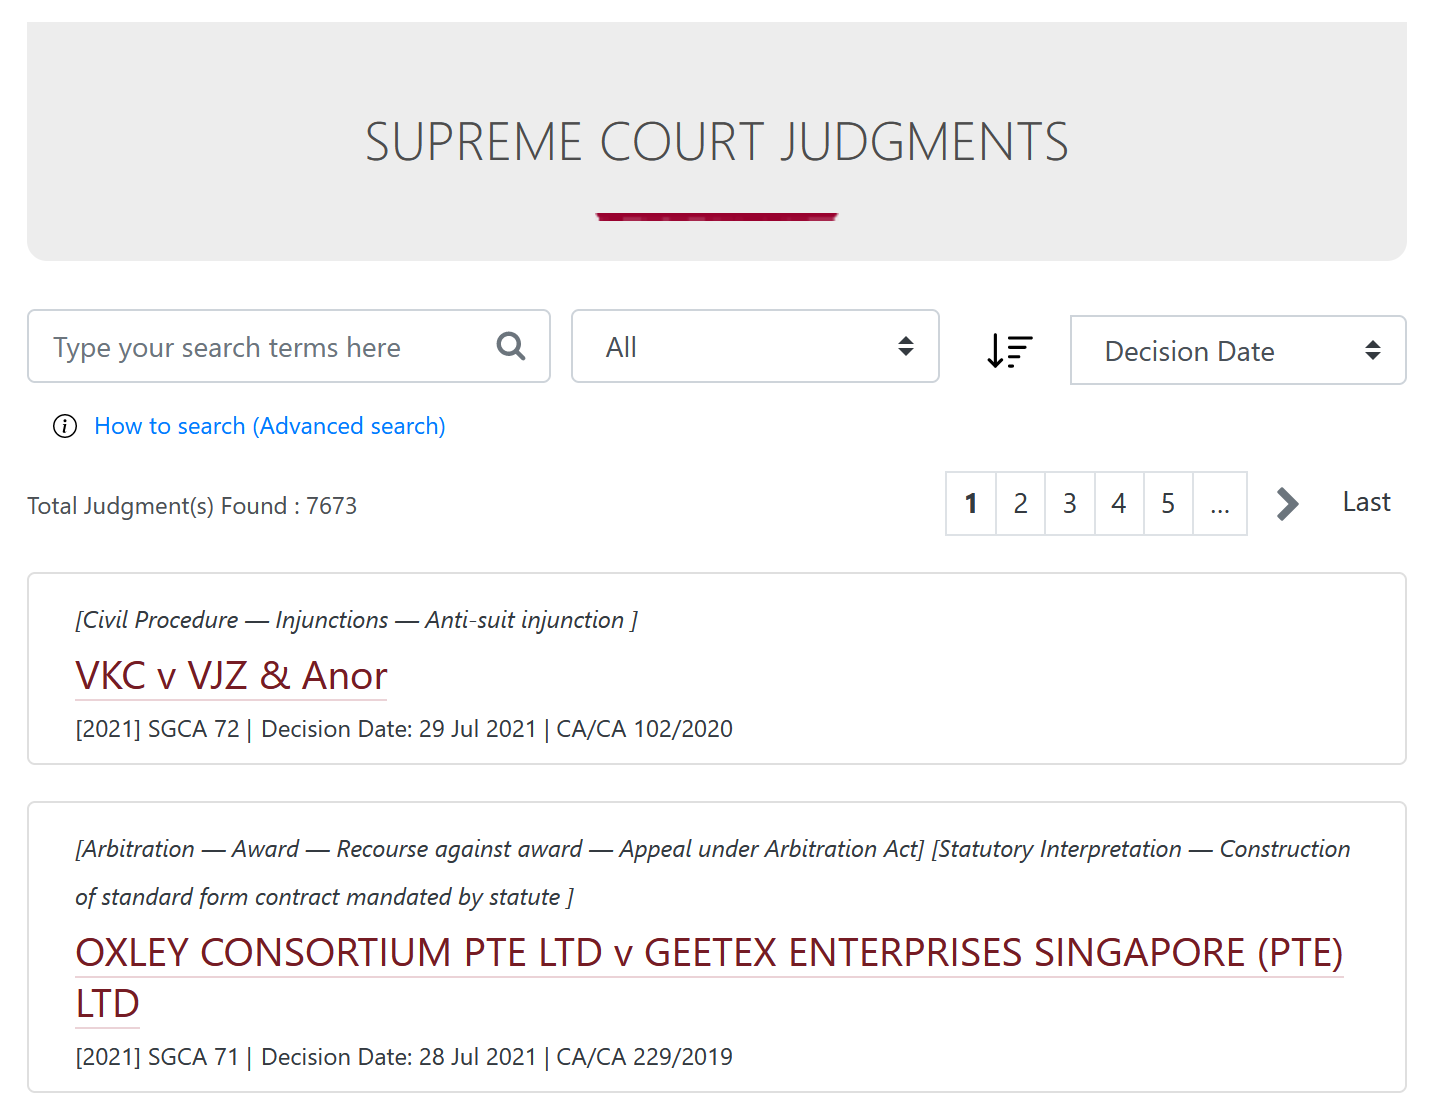 SUPREME COURT JUDGMENTS
Type your search terms here
All
Decision Date
How to search (Advanced search)
Total Judgment(s) Found : 7673
1 2 3 4 5 ... Last
[Civil Procedure — Injunctions — Anti-suit injunction ]
VKC v VJZ & Anor
[2021] SGCA 72 | Decision Date: 29 Jul 2021 | CA/CA 102/2020
[Arbitration — Award — Recourse against award — Appeal under Arbitration Act] [Statutory Interpretation — Construction
of standard form contract mandated by statute ]
OXLEY CONSORTIUM PTE LTD v GEETEX ENTERPRISES SINGAPORE (PTE)
LTD
[2021] SGCA 71 | Decision Date: 28 Jul 2021 | CA/CA 229/2019